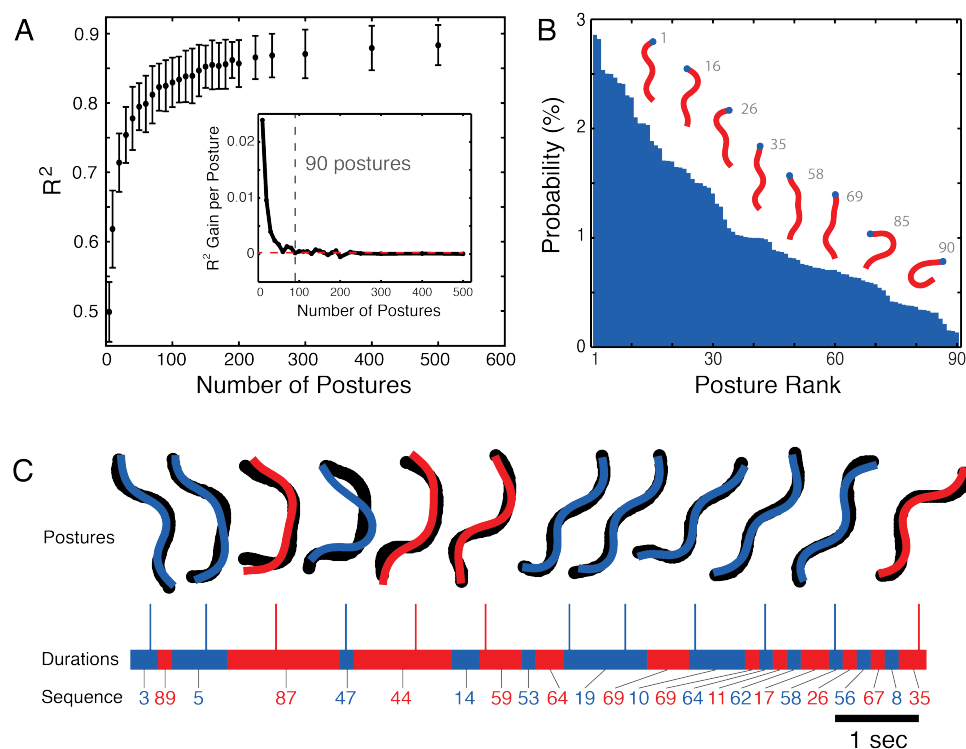 A
R2
0.9
0.8
0.7
0.6
0.5
0 100 200 300 400 500 600
Number of Postures
R2 Gain per Posture
0.02
0.01
0
90 postures
0 100 200 300 400 500
Number of Postures
B
Probability (%)
3
2
1
0
1
16
26
35
58
69
85
90
1 30 60 90
Posture Rank
C
Postures
Durations
Sequence 3 89 5 87 47 44 14 59 53 64 19 69 10 69 64 11 62 17 58 26 56 67 8 35
1 sec